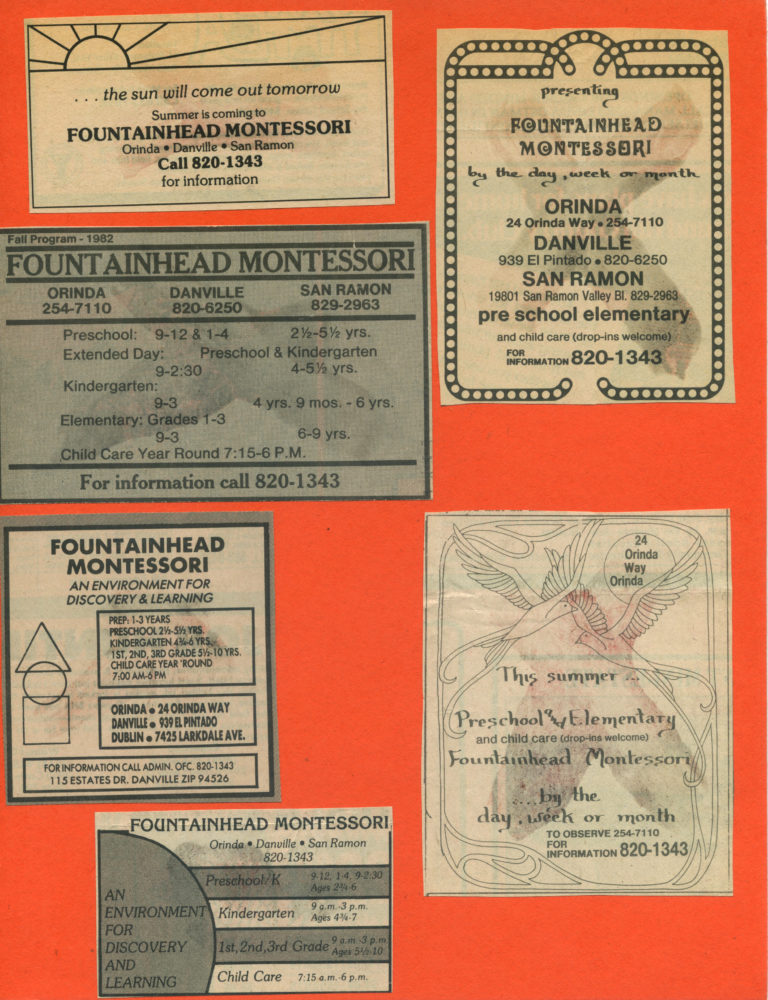 . . . the sun will come out tomorrow
Summer is coming to
FOUNTAINHEAD MONTESSORI
Orinda • Danville • San Ramon
Call 820-1343
for information
presenting
FOUNTAINHEAD
MONTESSORI
by the day, week or month
ORINDA
24 Orinda Way • 254-7110
DANVILLE
939 El Pintado • 820-6250
SAN RAMON
19801 San Ramon Valley Bl. 829-2963
pre school elementary
and child care (drop-ins welcome)
FOR
INFORMATION 820-1343
Fall Program - 1982
FOUNTAINHEAD MONTESSORI
ORINDA DANVILLE SAN RAMON
254-7110 820-6250 829-2963
Preschool: 9-12 & 1-4 2½-5½ yrs.
Extended Day: Preschool & Kindergarten
9-2:30 4-5½ yrs.
Kindergarten:
9-3 4 yrs. 9 mos. - 6 yrs.
Elementary: Grades 1-3
9-3 6-9 yrs.
Child Care Year Round 7:15-6 P.M.
For information call 820-1343
FOUNTAINHEAD
MONTESSORI
AN ENVIRONMENT FOR
DISCOVERY & LEARNING
PREP: 1-3 YEARS
PRESCHOOL 2½-5½ YRS.
KINDERGARTEN 4¾-6 YRS.
1ST, 2ND, 3RD GRADE 5½-10 YRS.
CHILD CARE YEAR 'ROUND
7:00 AM-6 PM
ORINDA • 24 ORINDA WAY
DANVILLE • 939 EL PINTADO
DUBLIN • 7425 LARKDALE AVE.
FOR INFORMATION CALL ADMIN. OFC. 820-1343
115 ESTATES DR. DANVILLE ZIP 94526
24
Orinda
Way
Orinda
This summer ...
Preschool and Elementary
and child care (drop-ins welcome)
Fountainhead Montessori
.... by the
day, week or month
TO OBSERVE 254-7110
FOR
INFORMATION 820-1343
FOUNTAINHEAD MONTESSORI
Orinda • Danville • San Ramon
820-1343
AN
ENVIRONMENT
FOR
DISCOVERY
AND
LEARNING
Preschool/K 9-12, 1-4, 9-2:30
Ages 2¾-6
Kindergarten 9 a.m.-3 p.m.
Ages 4¾-7
1st, 2nd, 3rd Grade 9 a.m.-3 p.m.
Ages 5½-10
Child Care 7:15 a.m.-6 p.m.